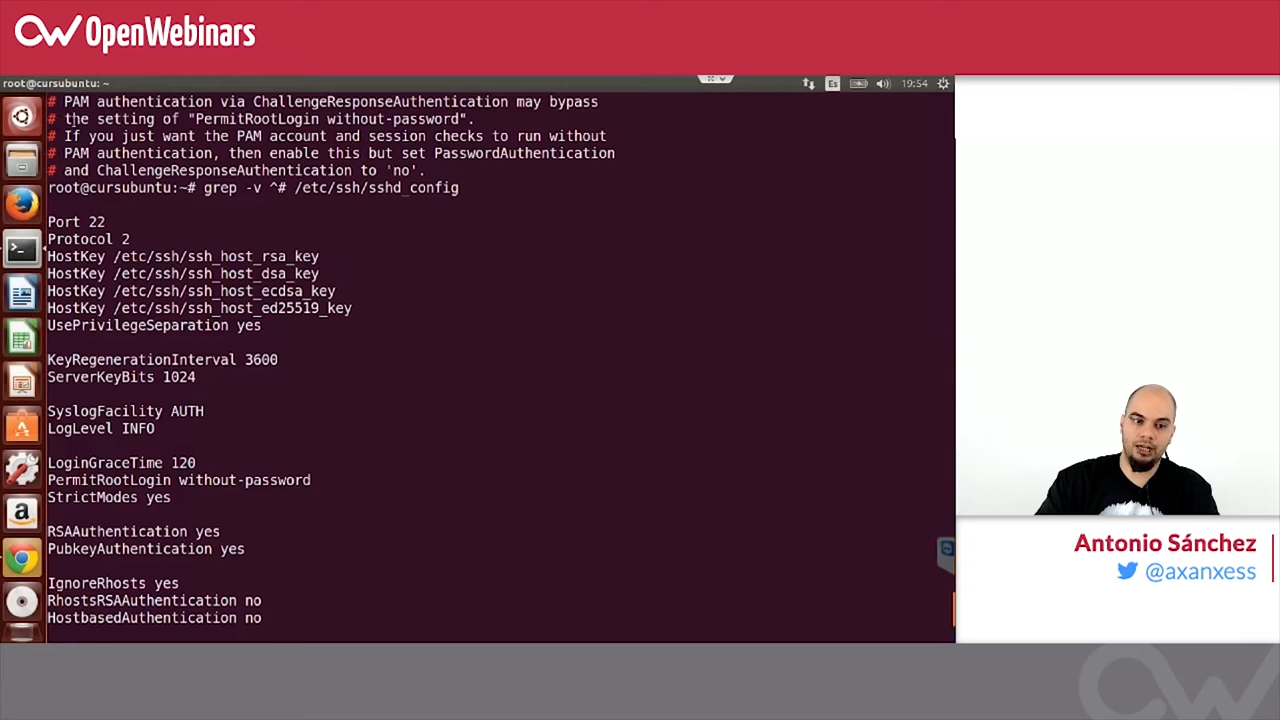 OpenWebinars
root@cursubuntu: ~
Es
19:54
# PAM authentication via ChallengeResponseAuthentication may bypass
# the setting of "PermitRootLogin without-password".
# If you just want the PAM account and session checks to run without
# PAM authentication, then enable this but set PasswordAuthentication
# and ChallengeResponseAuthentication to 'no'.
root@cursubuntu:~# grep -v ^# /etc/ssh/sshd_config
Port 22
Protocol 2
HostKey /etc/ssh/ssh_host_rsa_key
HostKey /etc/ssh/ssh_host_dsa_key
HostKey /etc/ssh/ssh_host_ecdsa_key
HostKey /etc/ssh/ssh_host_ed25519_key
UsePrivilegeSeparation yes
KeyRegenerationInterval 3600
ServerKeyBits 1024
SyslogFacility AUTH
LogLevel INFO
LoginGraceTime 120
PermitRootLogin without-password
StrictModes yes
RSAAuthentication yes
PubkeyAuthentication yes
IgnoreRhosts yes
RhostsRSAAuthentication no
HostbasedAuthentication no
Antonio Sánchez
@axanxess